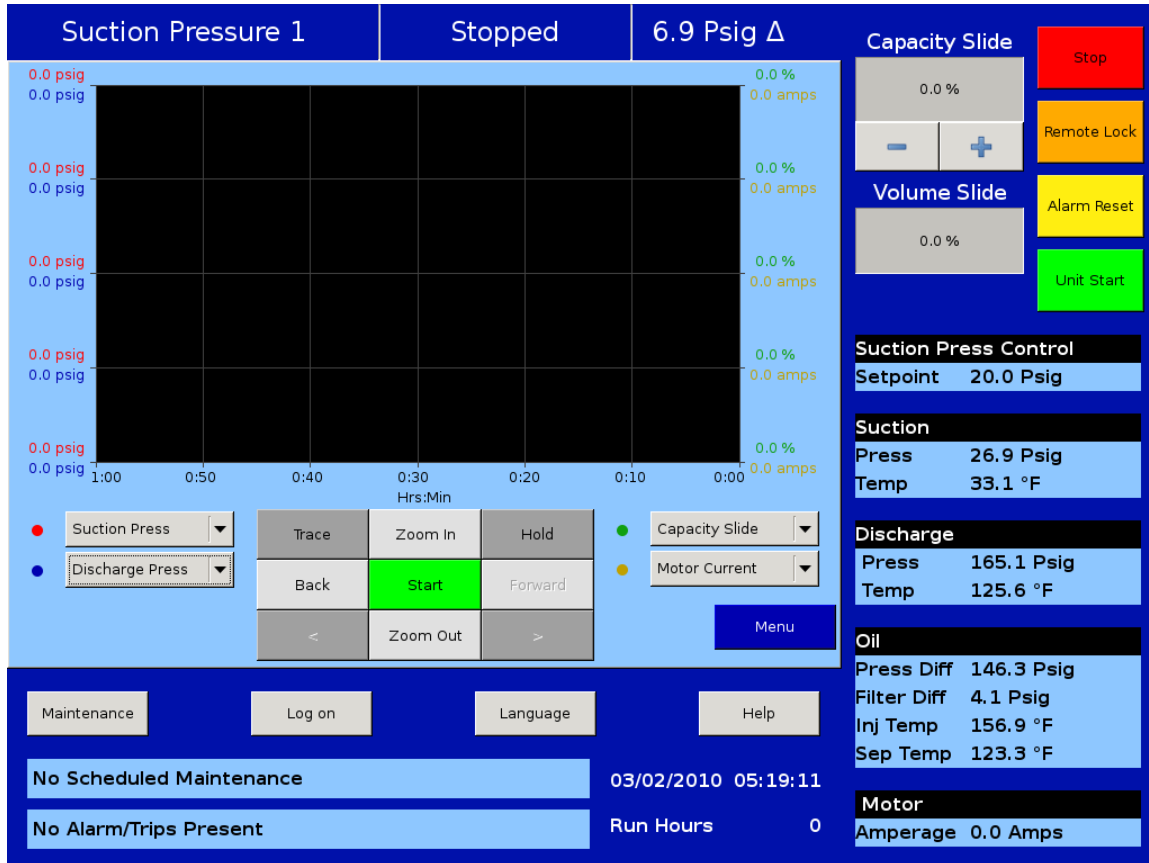 Suction Pressure 1 Stopped 6.9 Psig Δ
0.0 psig 0.0 %
0.0 psig 0.0 amps
0.0 psig 0.0 %
0.0 psig 0.0 amps
0.0 psig 0.0 %
0.0 psig 0.0 amps
0.0 psig 0.0 %
0.0 psig 0.0 amps
0.0 psig 0.0 %
0.0 psig 0.0 amps
1:00 0:50 0:40 0:30 0:20 0:10 0:00
Hrs:Min
Suction Press Trace Zoom In Hold Capacity Slide
Discharge Press Back Start Forward Motor Current
< Zoom Out > Menu
Maintenance Log on Language Help
No Scheduled Maintenance 03/02/2010 05:19:11
No Alarm/Trips Present Run Hours 0
Capacity Slide
0.0 %
Volume Slide
0.0 %
Stop
Remote Lock
Alarm Reset
Unit Start
Suction Press Control
Setpoint 20.0 Psig
Suction
Press 26.9 Psig
Temp 33.1 °F
Discharge
Press 165.1 Psig
Temp 125.6 °F
Oil
Press Diff 146.3 Psig
Filter Diff 4.1 Psig
Inj Temp 156.9 °F
Sep Temp 123.3 °F
Motor
Amperage 0.0 Amps